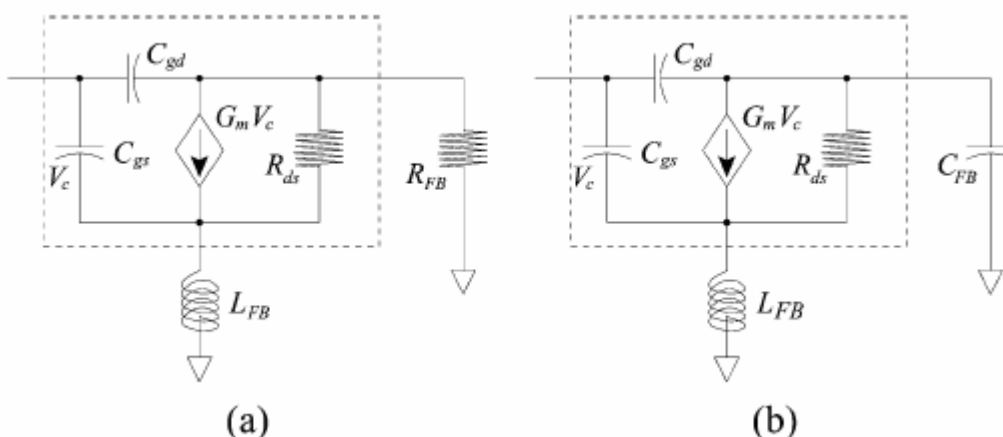 C_gd
G_m V_c
C_gs
V_c
R_ds
R_FB
L_FB
(a)
C_gd
G_m V_c
C_gs
V_c
R_ds
C_FB
L_FB
(b)